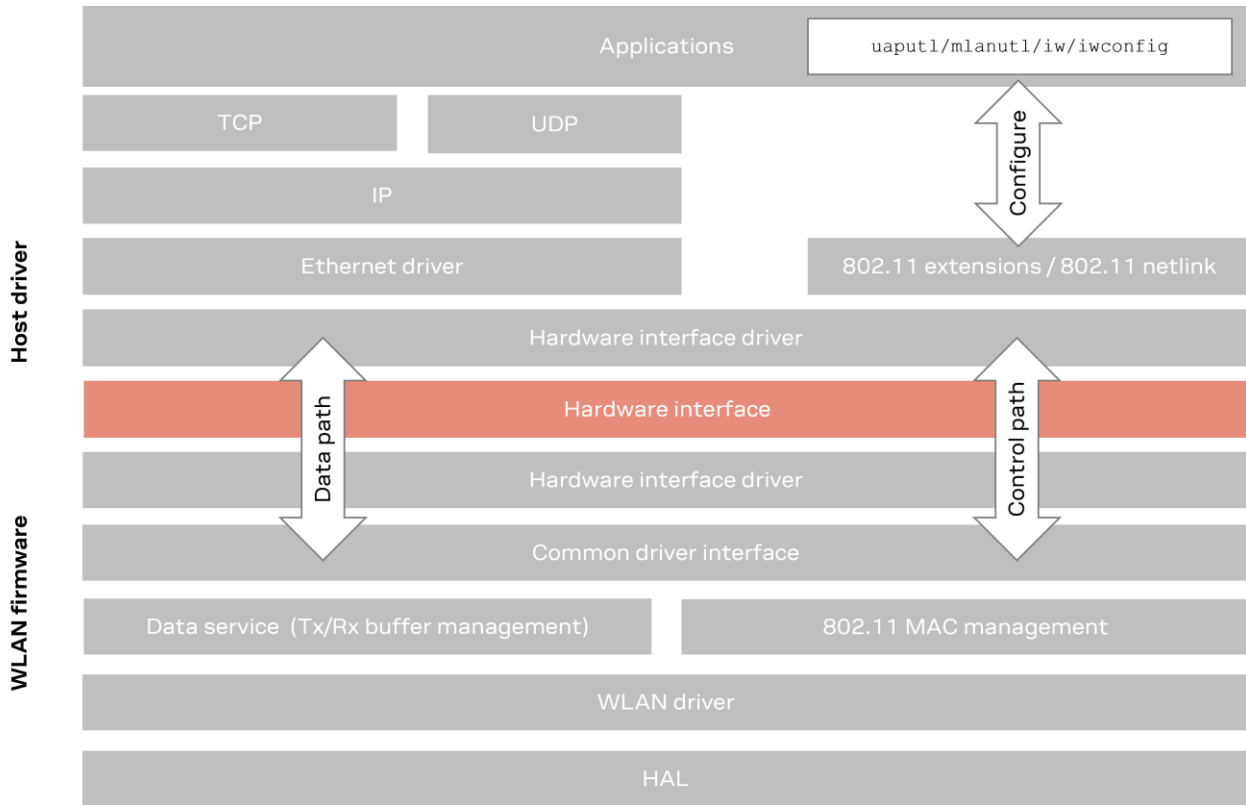 Applications
uaputl/mlanutl/iw/iwconfig
TCP
UDP
Configure
IP
Host driver
Ethernet driver
802.11 extensions / 802.11 netlink
Hardware interface driver
Hardware interface
Data path
Control path
Hardware interface driver
WLAN firmware
Common driver interface
Data service (Tx/Rx buffer management)
802.11 MAC management
WLAN driver
HAL